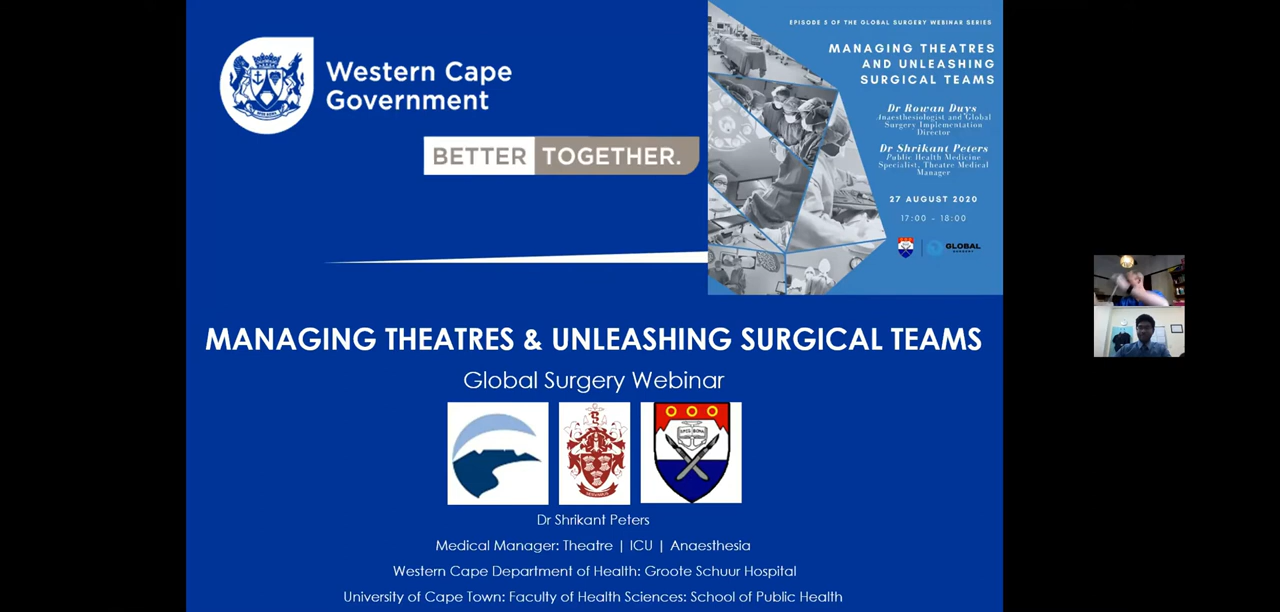 Western Cape
Government
BETTER TOGETHER.
EPISODE 5 OF THE GLOBAL SURGERY WEBINAR SERIES
MANAGING THEATRES
AND UNLEASHING
SURGICAL TEAMS
Dr Rowan Duys
Anaesthesiologist and Global
Surgery Implementation
Director
Dr Shrikant Peters
Public Health Medicine
Specialist, Theatre Medical
Manager
27 AUGUST 2020
17:00 - 18:00
GLOBAL
SURGERY
MANAGING THEATRES & UNLEASHING SURGICAL TEAMS
Global Surgery Webinar
Dr Shrikant Peters
Medical Manager: Theatre | ICU | Anaesthesia
Western Cape Department of Health: Groote Schuur Hospital
University of Cape Town: Faculty of Health Sciences: School of Public Health